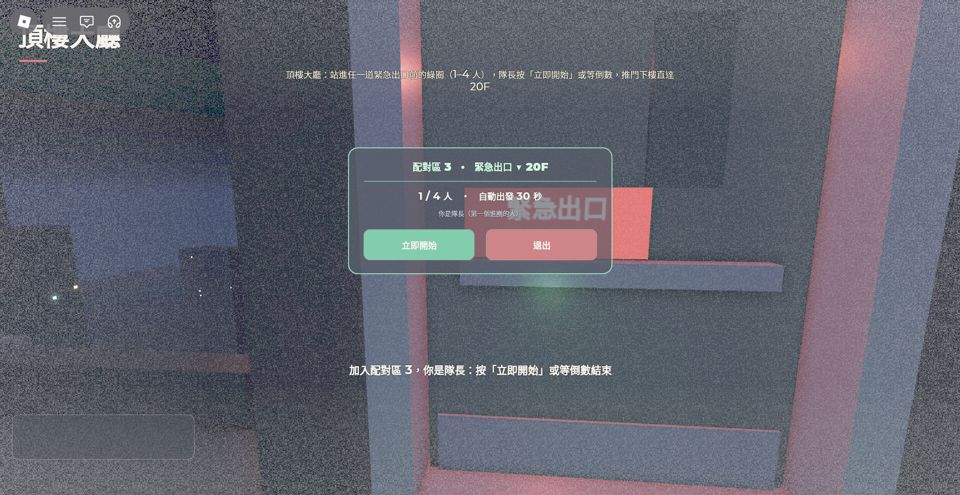 頂樓大廳
頂樓大廳：站進任一道緊急出口前的綠圈（1–4 人），隊長按「立即開始」或等倒數，推門下樓直達
20F
配對區 3 • 緊急出口 ▼ 20F
1 / 4 人 • 自動出發 30 秒
緊急出口
你是隊長（第一個進圈的人）
立即開始
退出
加入配對區 3，你是隊長：按「立即開始」或等倒數結束